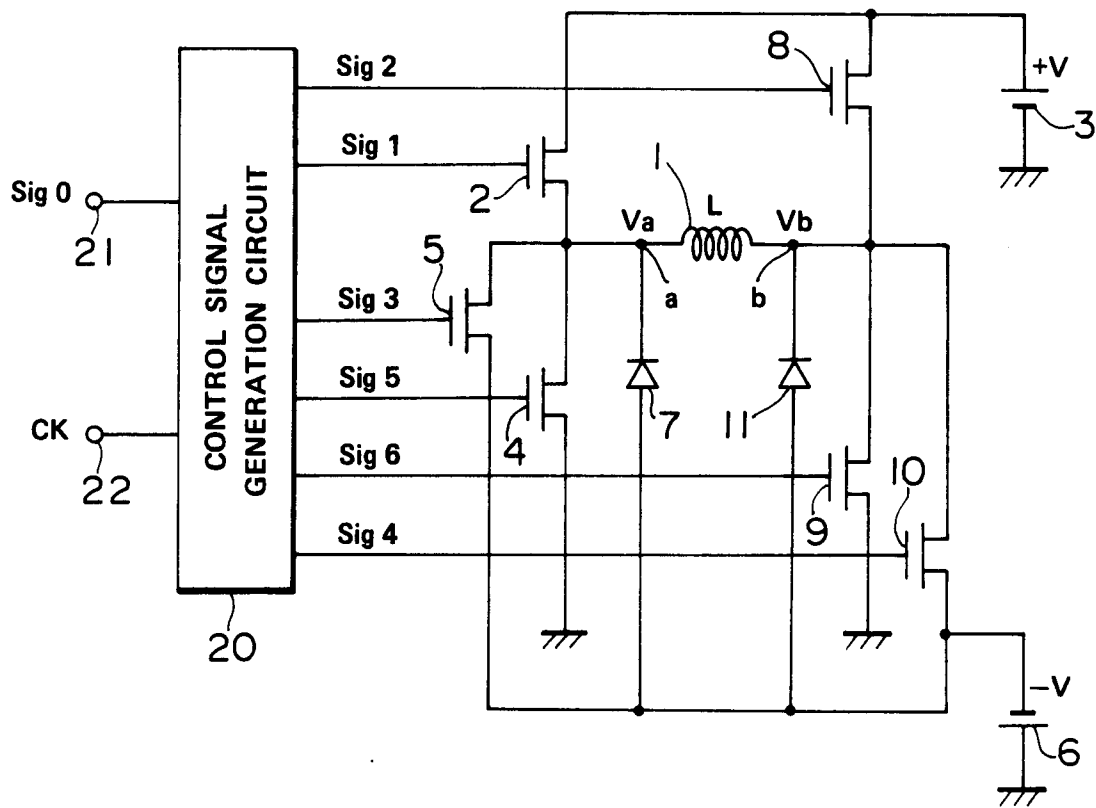 8
Sig 2
+V
3
Sig 1
2
1
L
Va
Vb
a
b
Sig 0
21
CONTROL SIGNAL
GENERATION CIRCUIT
5
Sig 3
Sig 5
4
7
11
CK
22
Sig 6
9
10
Sig 4
20
-V
6